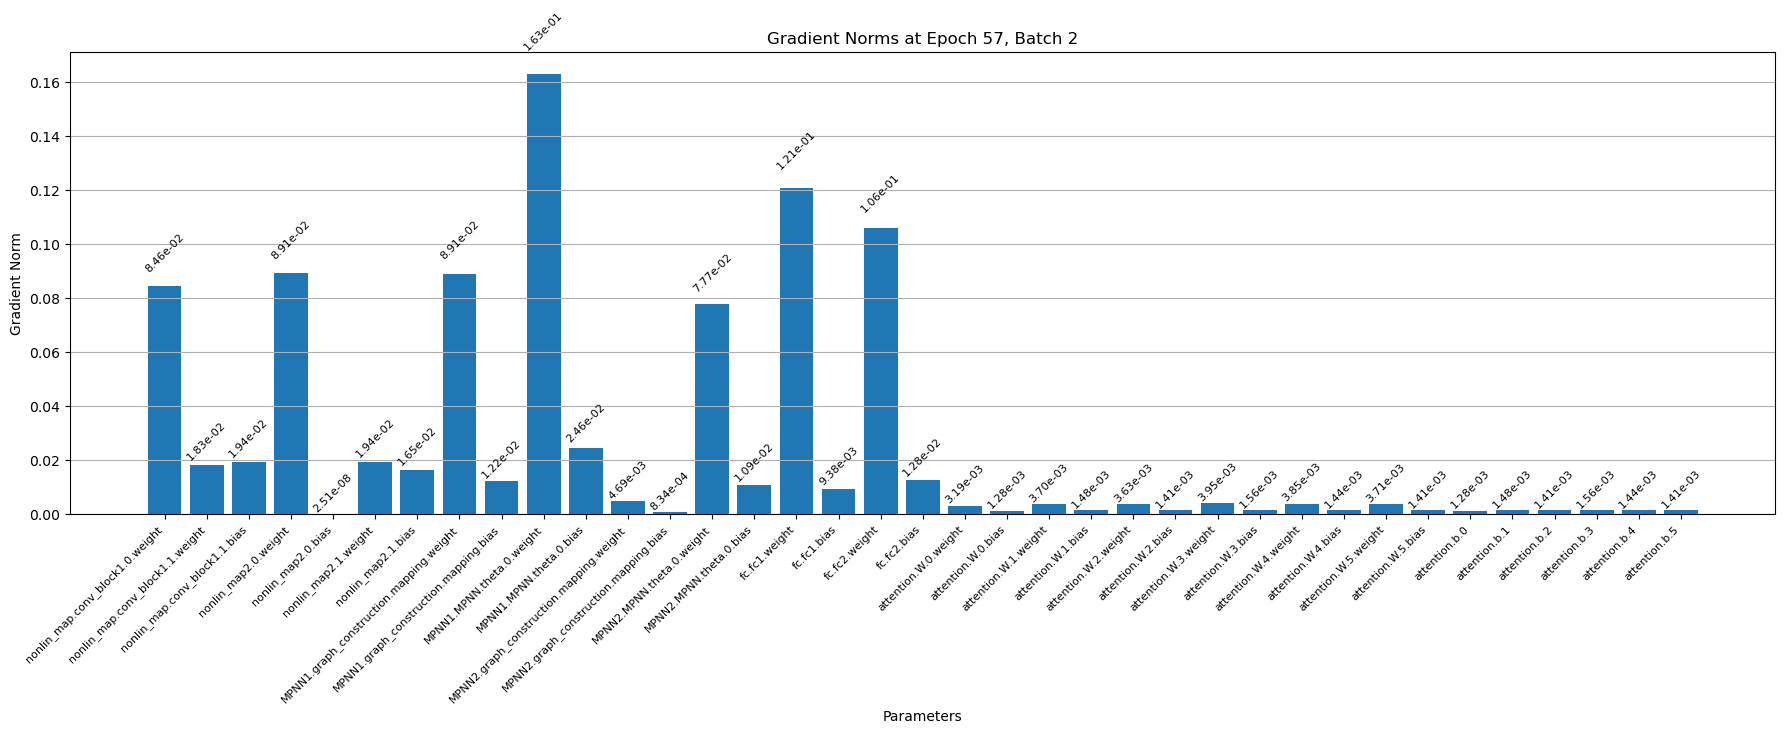 Gradient Norms at Epoch 57, Batch 2
Gradient Norm
0.16
0.14
0.12
0.10
0.08
0.06
0.04
0.02
0.00
8.46e-02
1.83e-02
1.94e-02
8.91e-02
2.51e-08
1.94e-02
1.65e-02
8.91e-02
1.22e-02
1.63e-01
2.46e-02
4.69e-03
8.34e-04
7.77e-02
1.09e-02
1.21e-01
9.38e-03
1.06e-01
1.28e-02
3.19e-03
1.28e-03
3.70e-03
1.48e-03
3.63e-03
1.41e-03
3.95e-03
1.56e-03
3.85e-03
1.44e-03
3.71e-03
1.41e-03
1.28e-03
1.48e-03
1.41e-03
1.56e-03
1.44e-03
1.41e-03
nonlin_map.conv_block1.0.weight
nonlin_map.conv_block1.1.weight
nonlin_map.conv_block1.1.bias
nonlin_map2.0.weight
nonlin_map2.0.bias
nonlin_map2.1.weight
nonlin_map2.1.bias
MPNN1.graph_construction.mapping.weight
MPNN1.graph_construction.mapping.bias
MPNN1.MPNN.theta.0.weight
MPNN1.MPNN.theta.0.bias
MPNN2.graph_construction.mapping.weight
MPNN2.graph_construction.mapping.bias
MPNN2.MPNN.theta.0.weight
MPNN2.MPNN.theta.0.bias
fc.fc1.weight
fc.fc1.bias
fc.fc2.weight
fc.fc2.bias
attention.W.0.weight
attention.W.0.bias
attention.W.1.weight
attention.W.1.bias
attention.W.2.weight
attention.W.2.bias
attention.W.3.weight
attention.W.3.bias
attention.W.4.weight
attention.W.4.bias
attention.W.5.weight
attention.W.5.bias
attention.b.0
attention.b.1
attention.b.2
attention.b.3
attention.b.4
attention.b.5
Parameters